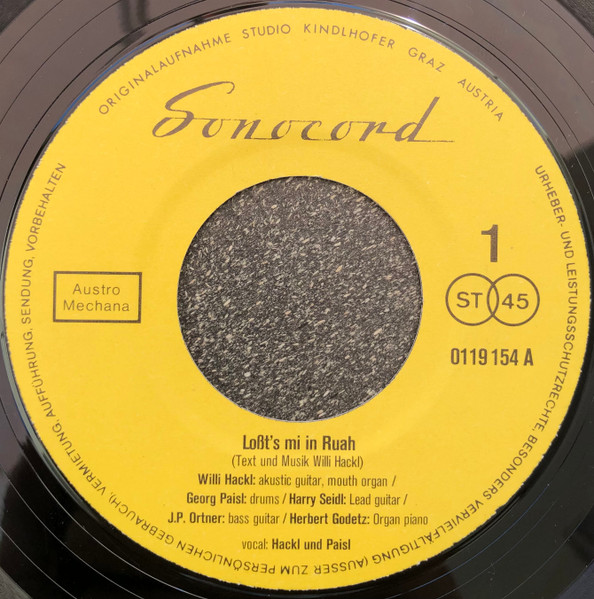 ORIGINALAUFNAHME STUDIO KINDLHOFER GRAZ AUSTRIA
Sonocord
URHEBER- UND LEISTUNGSSCHUTZRECHTE, BESONDERS VERVIELFÄLTIGUNG (AUSSER ZUM PERSÖNLICHEN GEBRAUCH), VERMIETUNG, AUFFÜHRUNG, SENDUNG, VORBEHALTEN
1
Austro
Mechana
ST 45
0119 154 A
Loßt's mi in Ruah
(Text und Musik Willi Hackl)
Willi Hackl: akustic guitar, mouth organ /
Georg Paisl: drums / Harry Seidl: Lead guitar /
J.P. Ortner: bass guitar / Herbert Godetz: Organ piano
vocal: Hackl und Paisl